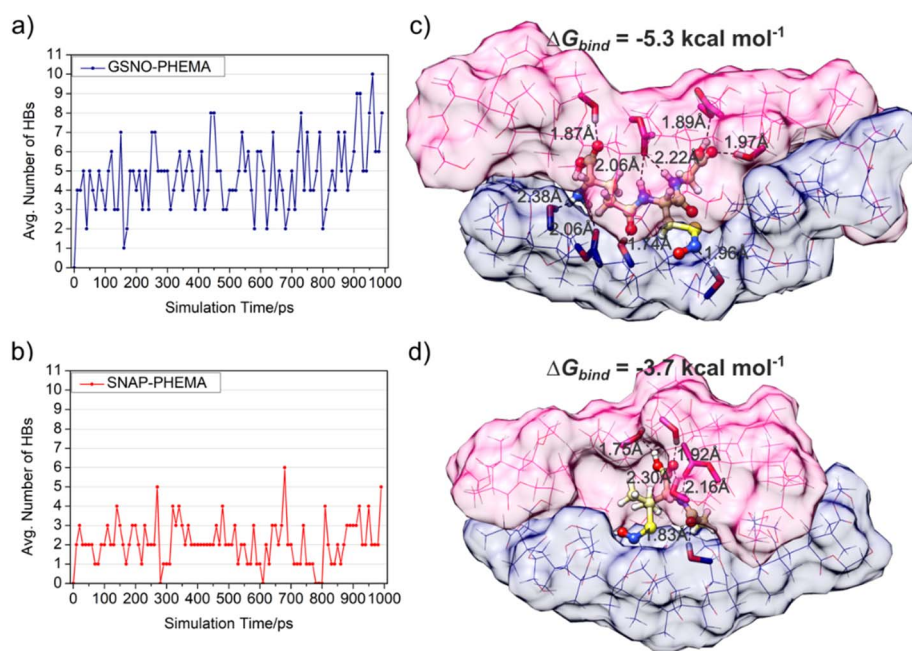 a)
11
10
9
8
7
6
5
4
3
2
1
0
Avg. Number of HBs
GSNO-PHEMA
0 100 200 300 400 500 600 700 800 900 1000
Simulation Time/ps
b)
11
10
9
8
7
6
5
4
3
2
1
0
Avg. Number of HBs
SNAP-PHEMA
0 100 200 300 400 500 600 700 800 900 1000
Simulation Time/ps
c)
ΔG_bind = -5.3 kcal mol⁻¹
1.89Å
1.87Å
1.97Å
2.06Å
2.22Å
2.38Å
2.06Å
1.74Å
1.96Å
d)
ΔG_bind = -3.7 kcal mol⁻¹
1.75Å
1.92Å
2.30Å
2.16Å
1.83Å